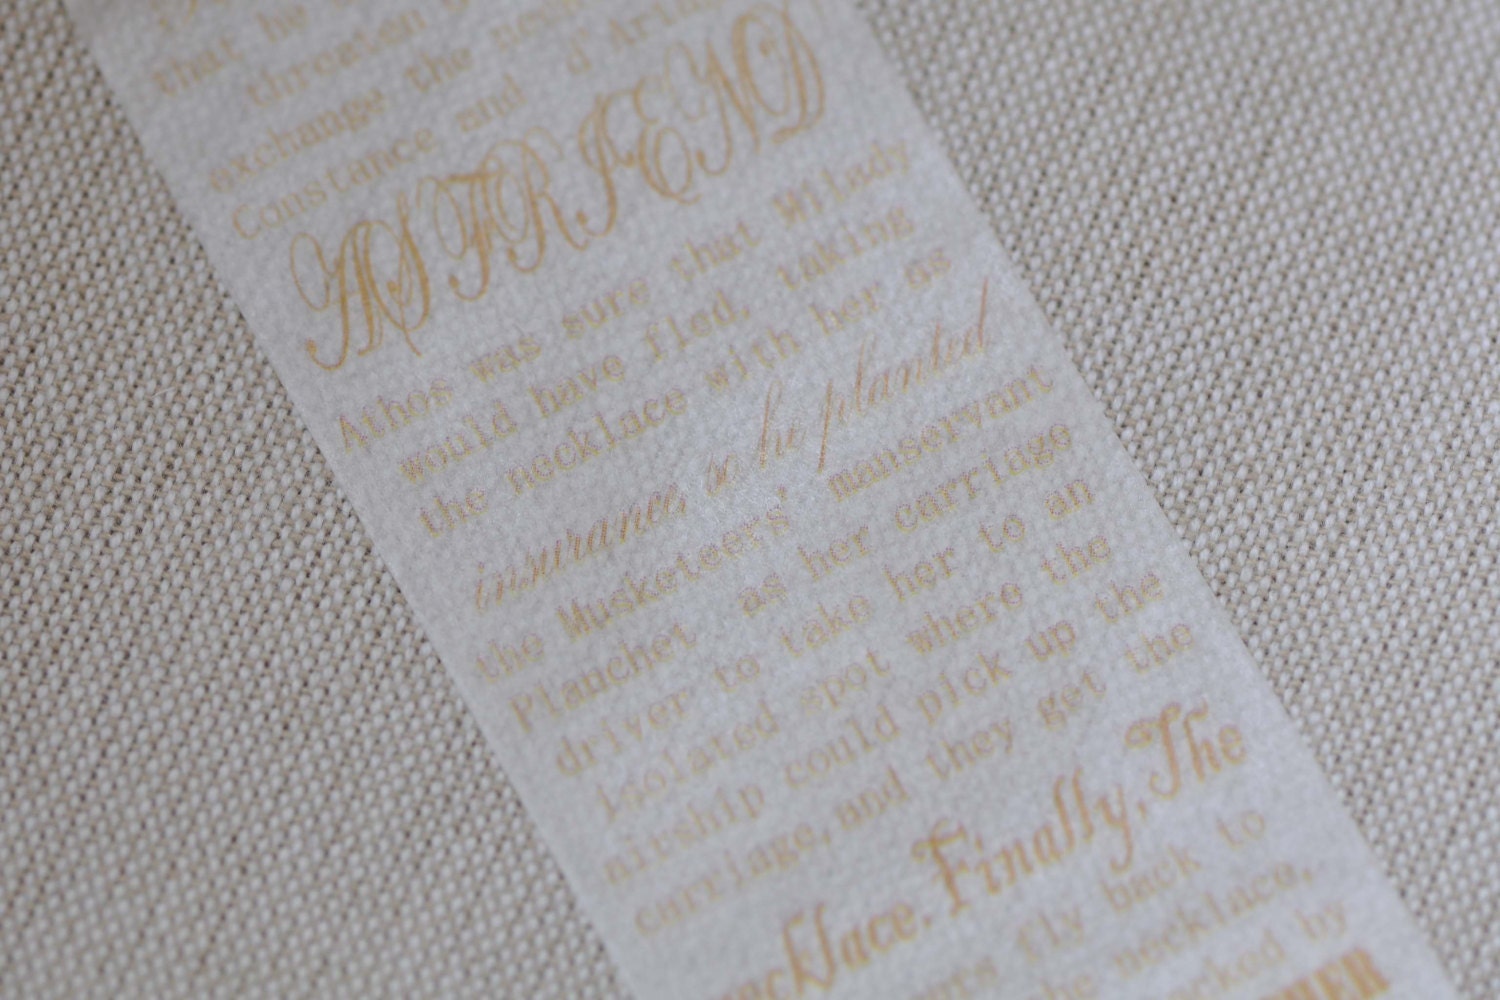 that he
threaten
exchange the
Constance and d'
AS FRIEND
Athos was sure that Milady
would have fled, taking
the necklace with her as
insurance, so he planted
the Musketeers' manservant
Planchet as her carriage
driver to take her to an
isolated spot where the
airship could pick up the
carriage, and they get the
necklace. Finally, The
fly back to
the necklace,
by